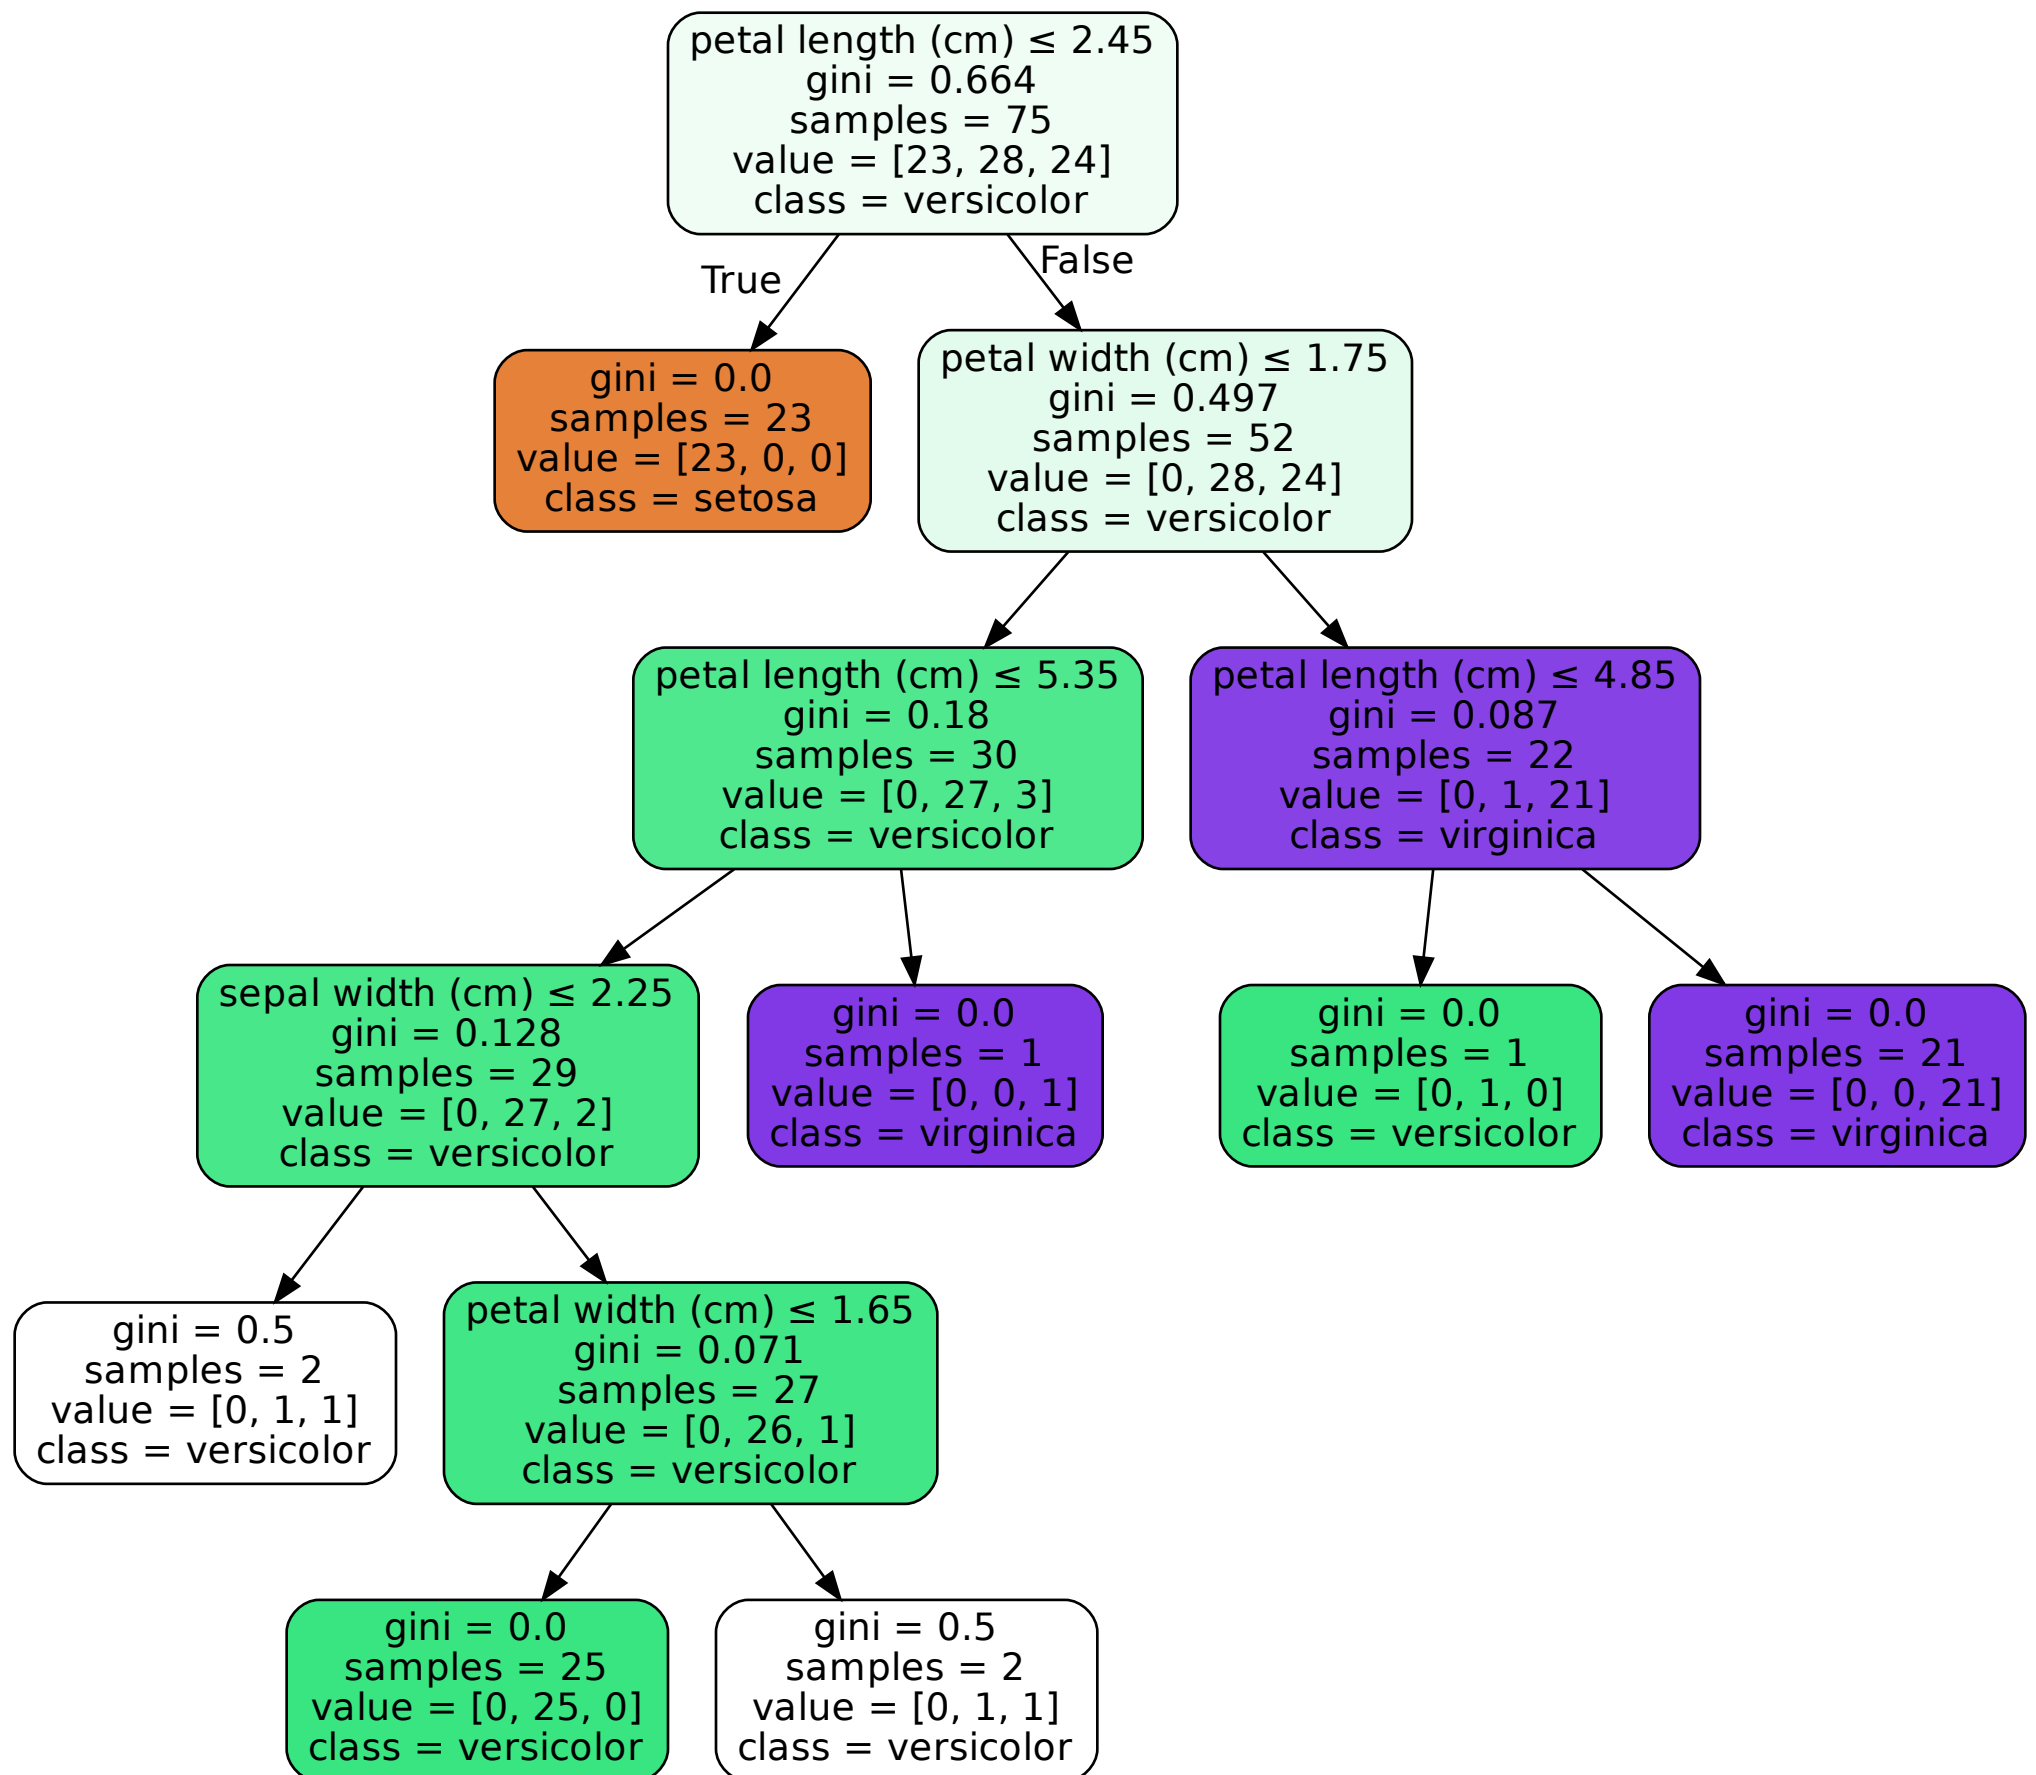 petal length (cm) ≤ 2.45
gini = 0.664
samples = 75
value = [23, 28, 24]
class = versicolor
True
False
gini = 0.0
samples = 23
value = [23, 0, 0]
class = setosa
petal width (cm) ≤ 1.75
gini = 0.497
samples = 52
value = [0, 28, 24]
class = versicolor
petal length (cm) ≤ 5.35
gini = 0.18
samples = 30
value = [0, 27, 3]
class = versicolor
petal length (cm) ≤ 4.85
gini = 0.087
samples = 22
value = [0, 1, 21]
class = virginica
sepal width (cm) ≤ 2.25
gini = 0.128
samples = 29
value = [0, 27, 2]
class = versicolor
gini = 0.0
samples = 1
value = [0, 0, 1]
class = virginica
gini = 0.0
samples = 1
value = [0, 1, 0]
class = versicolor
gini = 0.0
samples = 21
value = [0, 0, 21]
class = virginica
gini = 0.5
samples = 2
value = [0, 1, 1]
class = versicolor
petal width (cm) ≤ 1.65
gini = 0.071
samples = 27
value = [0, 26, 1]
class = versicolor
gini = 0.0
samples = 25
value = [0, 25, 0]
class = versicolor
gini = 0.5
samples = 2
value = [0, 1, 1]
class = versicolor